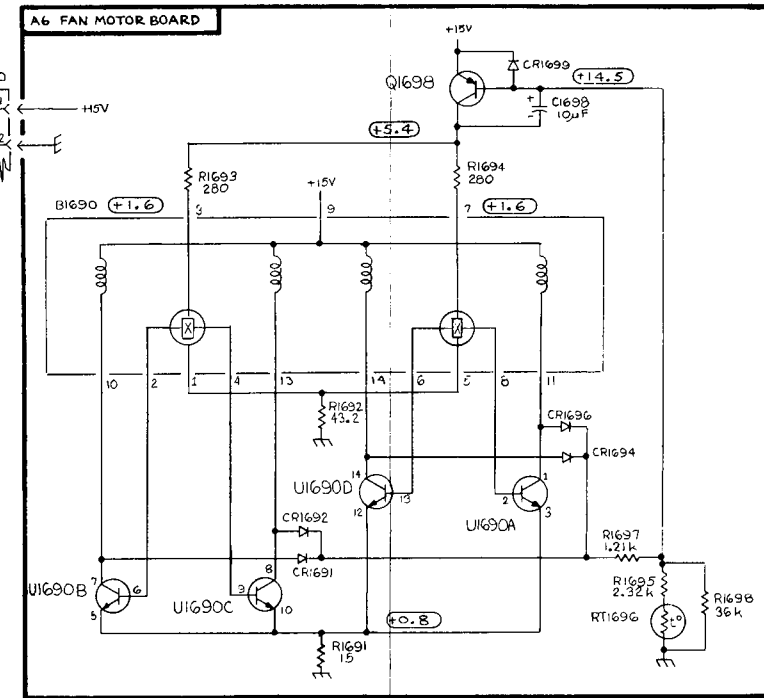 A6 FAN MOTOR BOARD
+15V
+15V
E
Q1698
CR1699
+14.5
+
-
C1698
10µF
+5.4
R1693
280
R1694
280
B1690
+1.6
+15V
+1.6
3
9
7
10
2
1
4
13
14
6
5
8
11
R1692
43.2
CR1696
CR1694
U1690D
14
12
13
U1690A
1
2
3
CR1692
CR1691
R1697
1.21k
U1690B
7
6
5
U1690C
8
9
10
R1695
2.32k
RT1696
t°
R1698
36k
+0.8
R1691
15